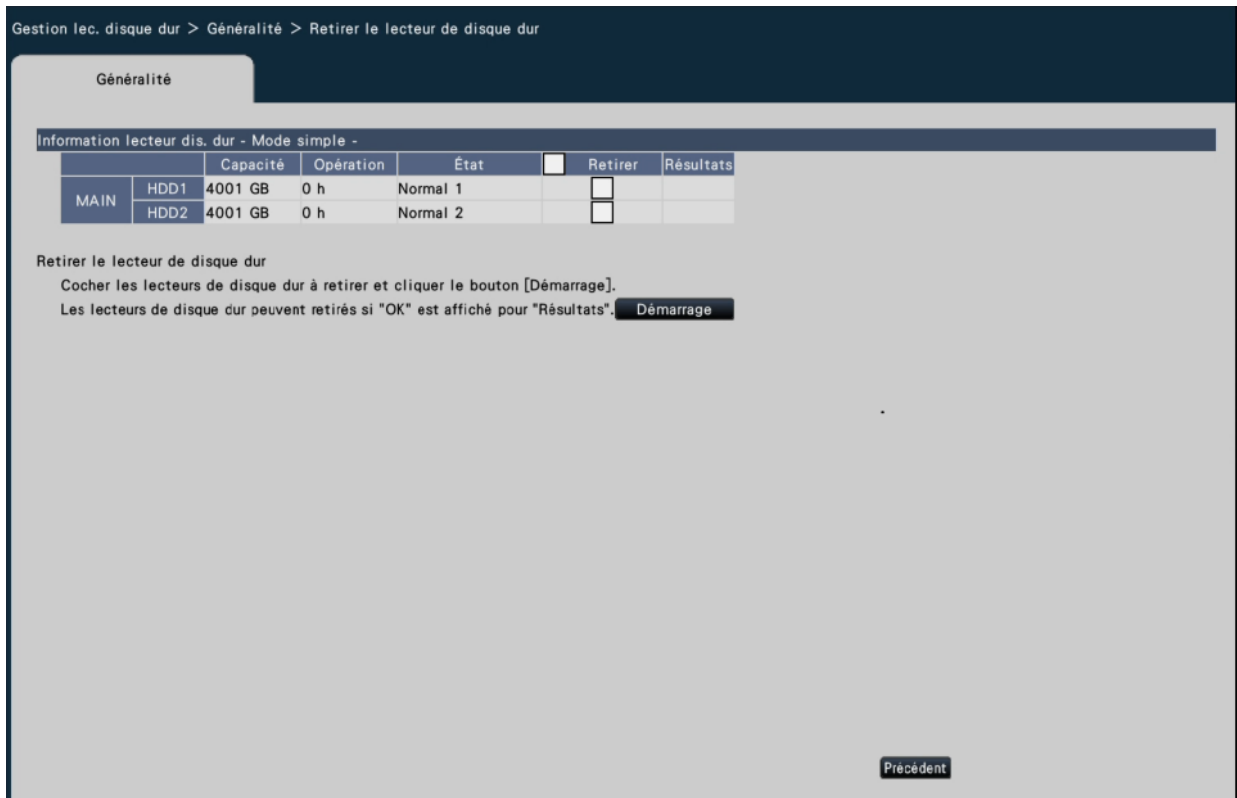 Gestion lec. disque dur > Généralité > Retirer le lecteur de disque dur
Généralité
Information lecteur dis. dur - Mode simple -
Capacité Opération État Retirer Résultats
MAIN HDD1 4001 GB 0 h Normal 1
HDD2 4001 GB 0 h Normal 2
Retirer le lecteur de disque dur
Cocher les lecteurs de disque dur à retirer et cliquer le bouton [Démarrage].
Les lecteurs de disque dur peuvent retirés si "OK" est affiché pour "Résultats". Démarrage
Précédent